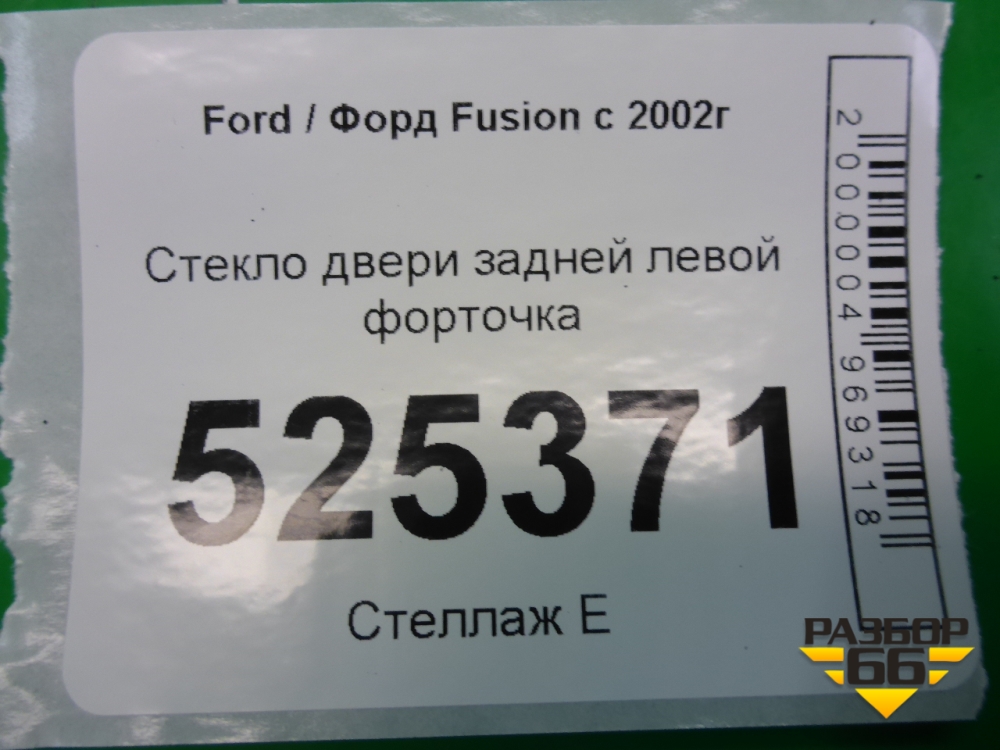 Ford / Форд Fusion с 2002г
Стекло двери задней левой
форточка
525371
Стеллаж Е
2000004969318
РАЗБОР
66